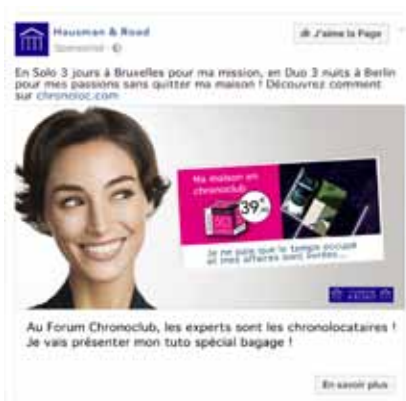 Hausman & Road
J'aime la Page
Sponsorisé
En Solo 3 jours à Bruxelles pour ma mission, en Duo 3 nuits à Berlin
pour mes passions sans quitter ma maison ! Découvrez comment
sur chronoloc.com
Ma maison en
chronoclub
39€
Je ne paie que le temps occupé
et mes affaires sont livrées...
Au Forum Chronoclub, les experts sont les chronolocataires !
Je vais présenter mon tuto spécial bagage !
En savoir plus